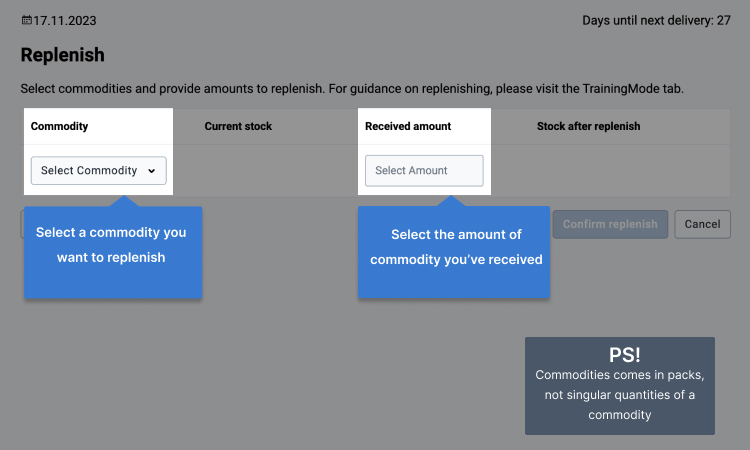 17.11.2023
Days until next delivery: 27
Replenish
Select commodities and provide amounts to replenish. For guidance on replenishing, please visit the TrainingMode tab.
Commodity
Current stock
Received amount
Stock after replenish
Select Commodity
Select Amount
Select a commodity you
want to replenish
Select the amount of
commodity you've received
Confirm replenish
Cancel
PS!
Commodities comes in packs,
not singular quantities of a
commodity